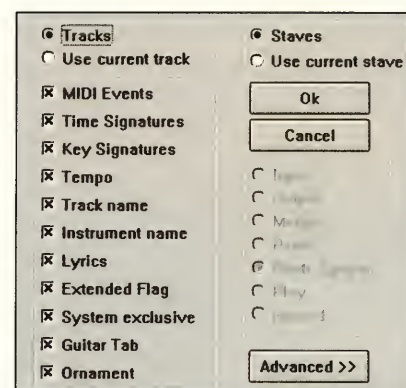 Tracks
Use current track
MIDI Events
Time Signatures
Key Signatures
Tempo
Track name
Instrument name
Lyrics
Extended Flag
System exclusive
Guitar Tab
Ornament
Staves
Use current stave
Ok
Cancel
Play
Advanced >>